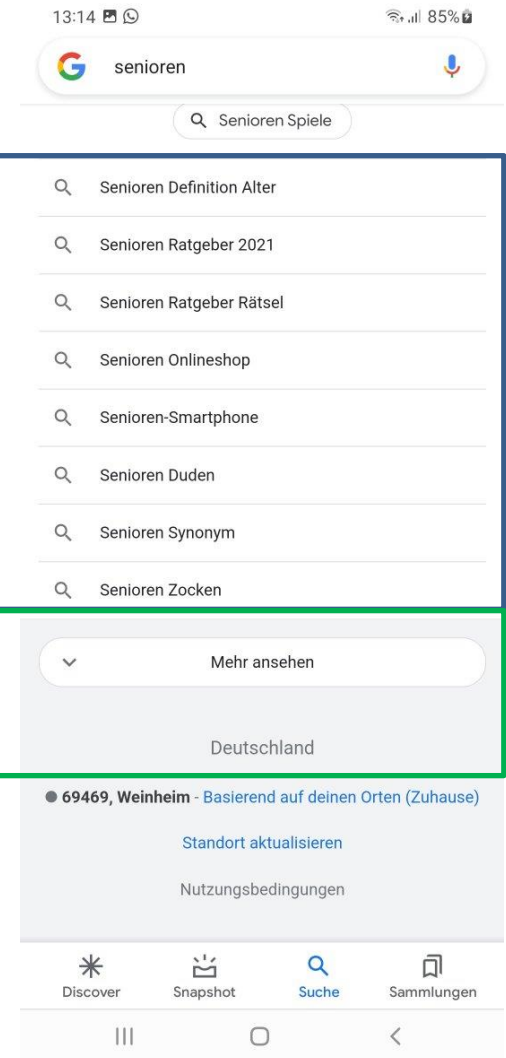 13:14 85%
senioren
Senioren Spiele
Senioren Definition Alter
Senioren Ratgeber 2021
Senioren Ratgeber Rätsel
Senioren Onlineshop
Senioren-Smartphone
Senioren Duden
Senioren Synonym
Senioren Zocken
Mehr ansehen
Deutschland
69469, Weinheim - Basierend auf deinen Orten (Zuhause)
Standort aktualisieren
Nutzungsbedingungen
Discover Snapshot Suche Sammlungen